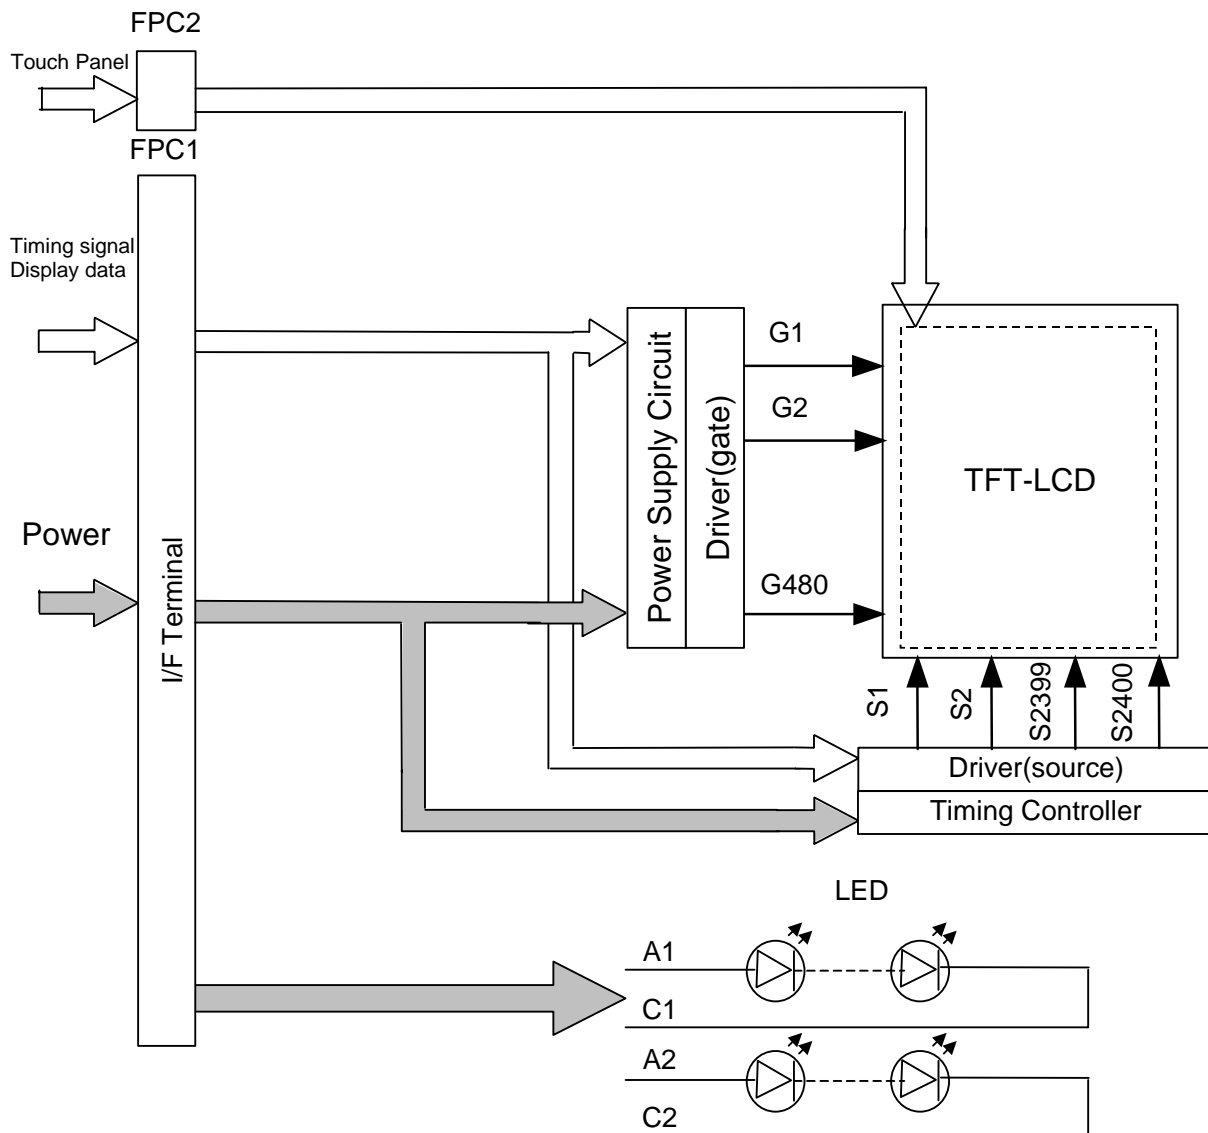 FPC2
Touch Panel
FPC1
Timing signal
Display data
Power
I/F Terminal
Power Supply Circuit
Driver(gate)
G1
G2
G480
TFT-LCD
S1
S2
S2399
S2400
Driver(source)
Timing Controller
LED
A1
C1
A2
C2